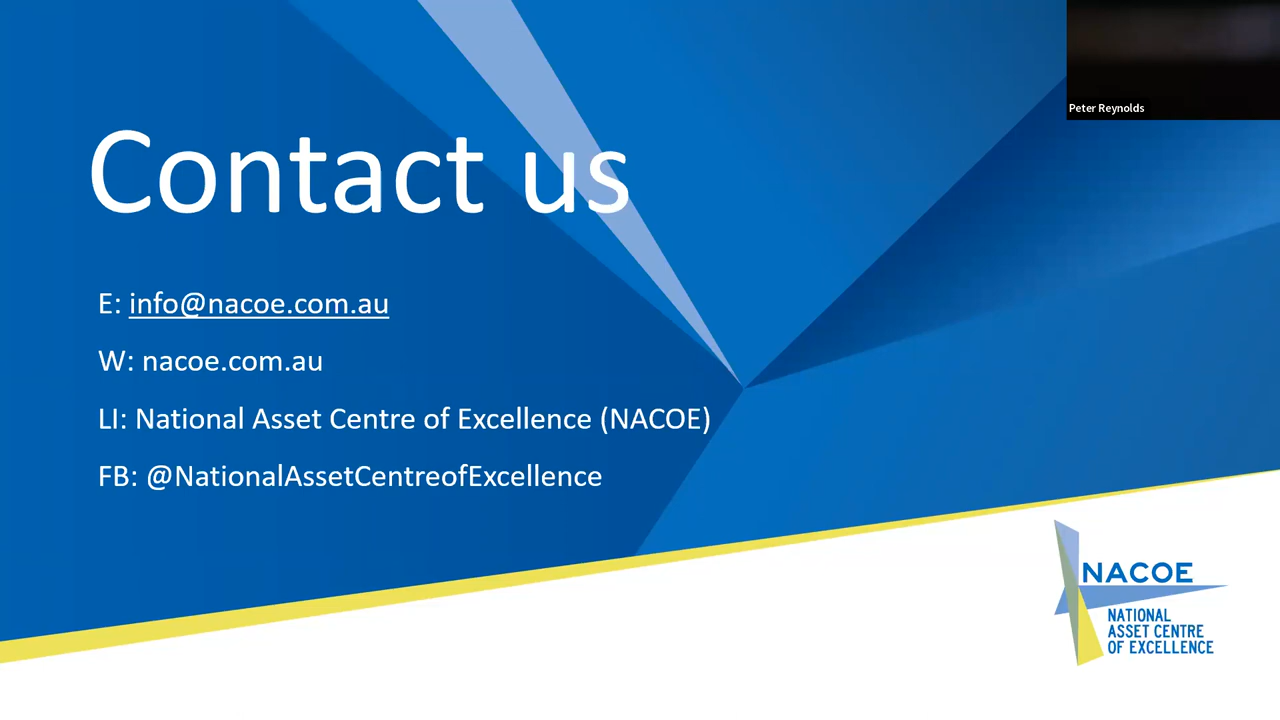 Peter Reynolds
Contact us
E: info@nacoe.com.au
W: nacoe.com.au
LI: National Asset Centre of Excellence (NACOE)
FB: @NationalAssetCentreofExcellence
NACOE
NATIONAL
ASSET CENTRE
OF EXCELLENCE